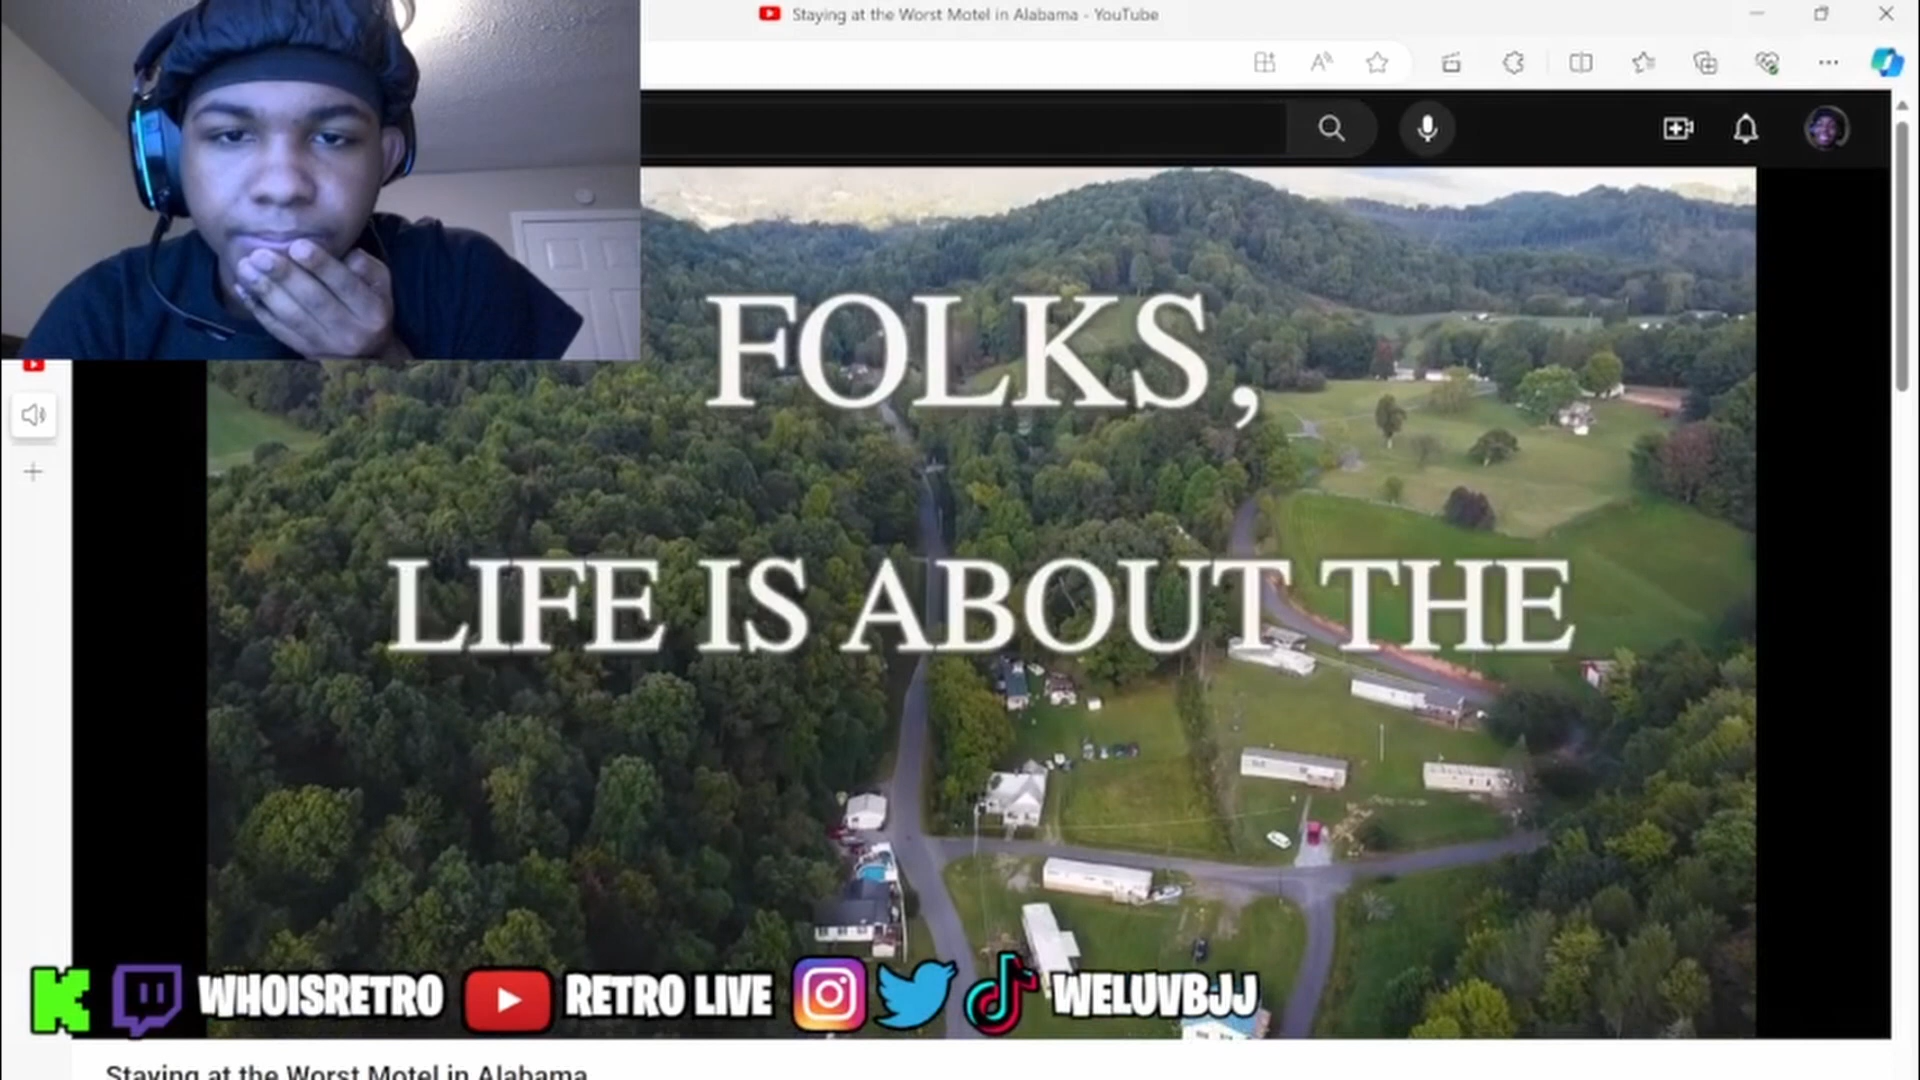 Staying at the Worst Motel in Alabama - YouTube
FOLKS,
LIFE IS ABOUT THE
WHOISRETRO RETRO LIVE WELUVBJJ
Staying at the Worst Motel in Alabama